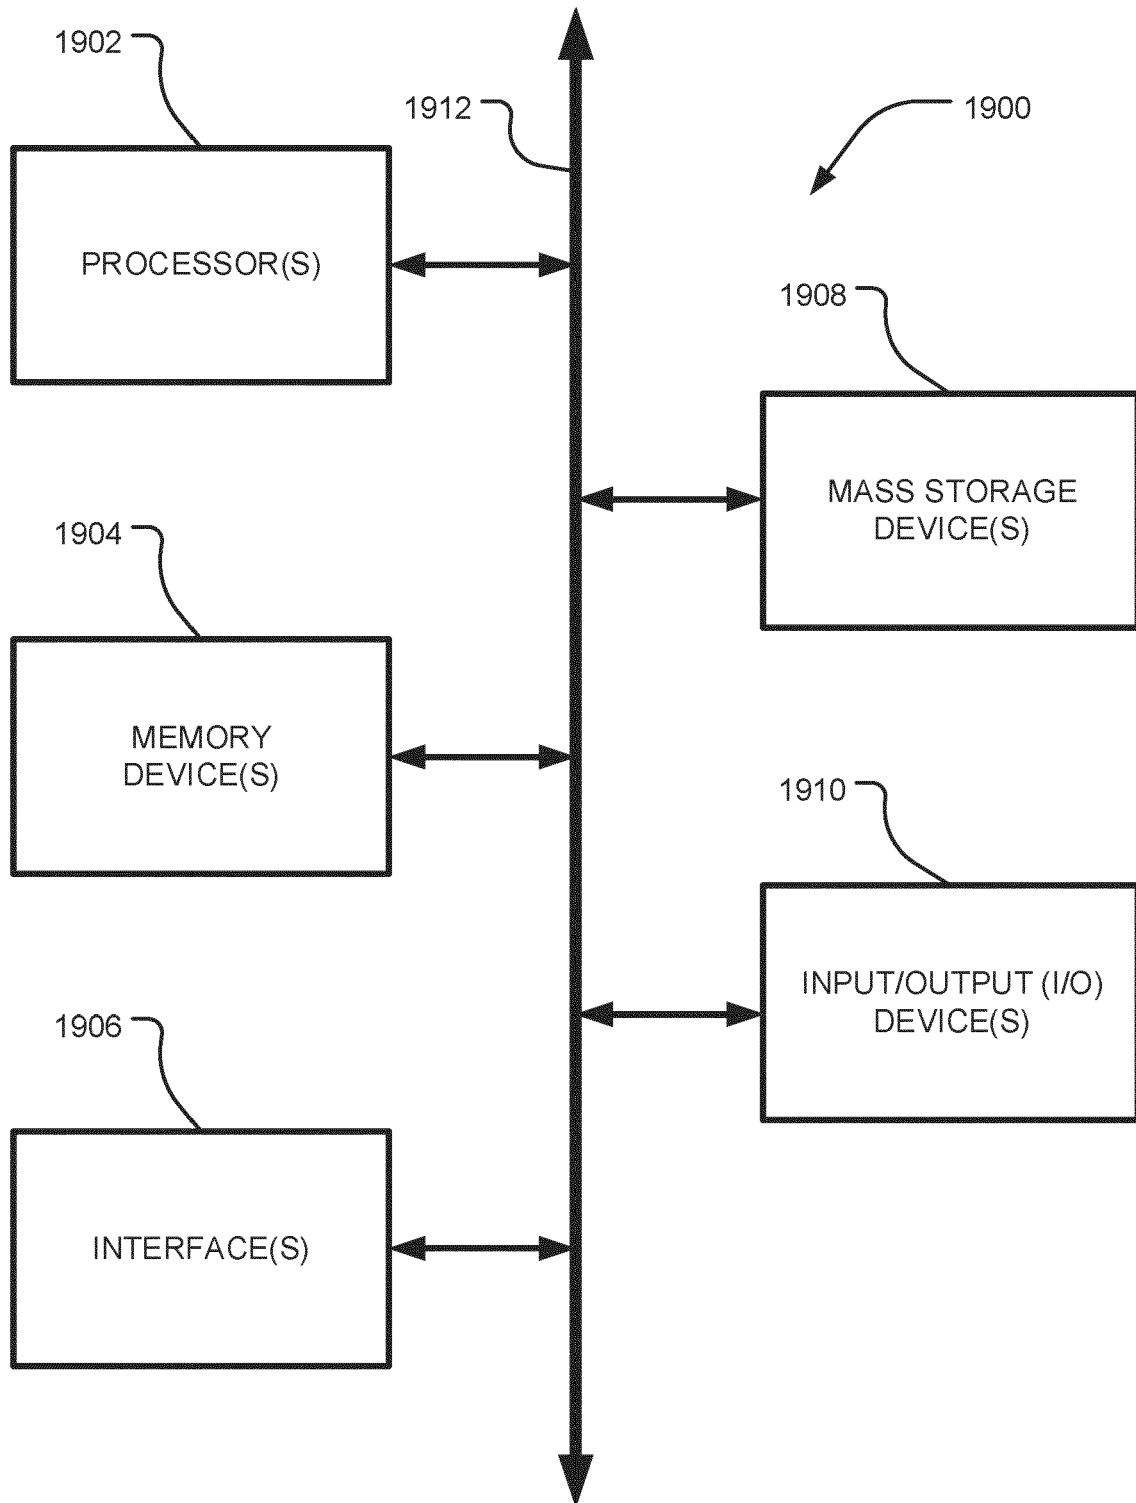 1902
1912
1900
PROCESSOR(S)
1908
MASS STORAGE
DEVICE(S)
1904
MEMORY
DEVICE(S)
1910
INPUT/OUTPUT (I/O)
DEVICE(S)
1906
INTERFACE(S)